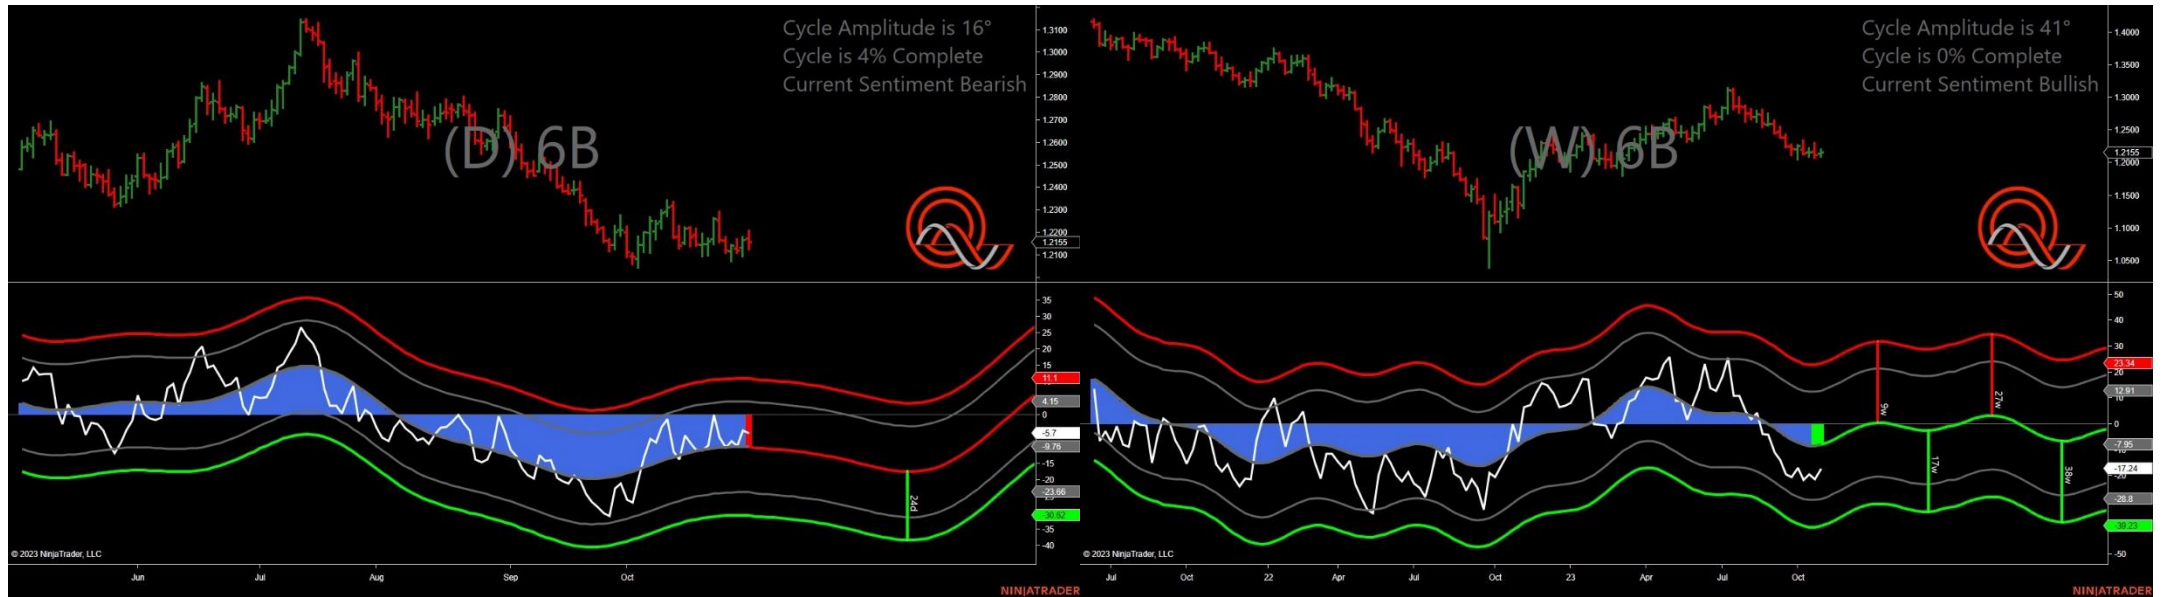 Cycle Amplitude is 16°
Cycle is 4% Complete
Current Sentiment Bearish
(D) 6B
1.3100
1.3000
1.2900
1.2800
1.2700
1.2600
1.2500
1.2400
1.2300
1.2200
1.2155
1.2100
35
30
25
20
15
11.1
4.15
0
-5.7
-9.76
-15
-20
-23.66
-30.62
-35
-40
24d
© 2023 NinjaTrader, LLC
Jun
Jul
Aug
Sep
Oct
NINJATRADER
Cycle Amplitude is 41°
Cycle is 0% Complete
Current Sentiment Bullish
(W) 6B
1.4000
1.3500
1.3000
1.2500
1.2155
1.2000
1.1500
1.1000
1.0500
50
40
30
23.34
20
12.91
10
0
-7.95
-17.24
-20
-28.8
-39.23
-50
9w
27w
17w
38w
© 2023 NinjaTrader, LLC
Jul
Oct
22
Apr
Jul
Oct
23
Apr
Jul
Oct
NINJATRADER